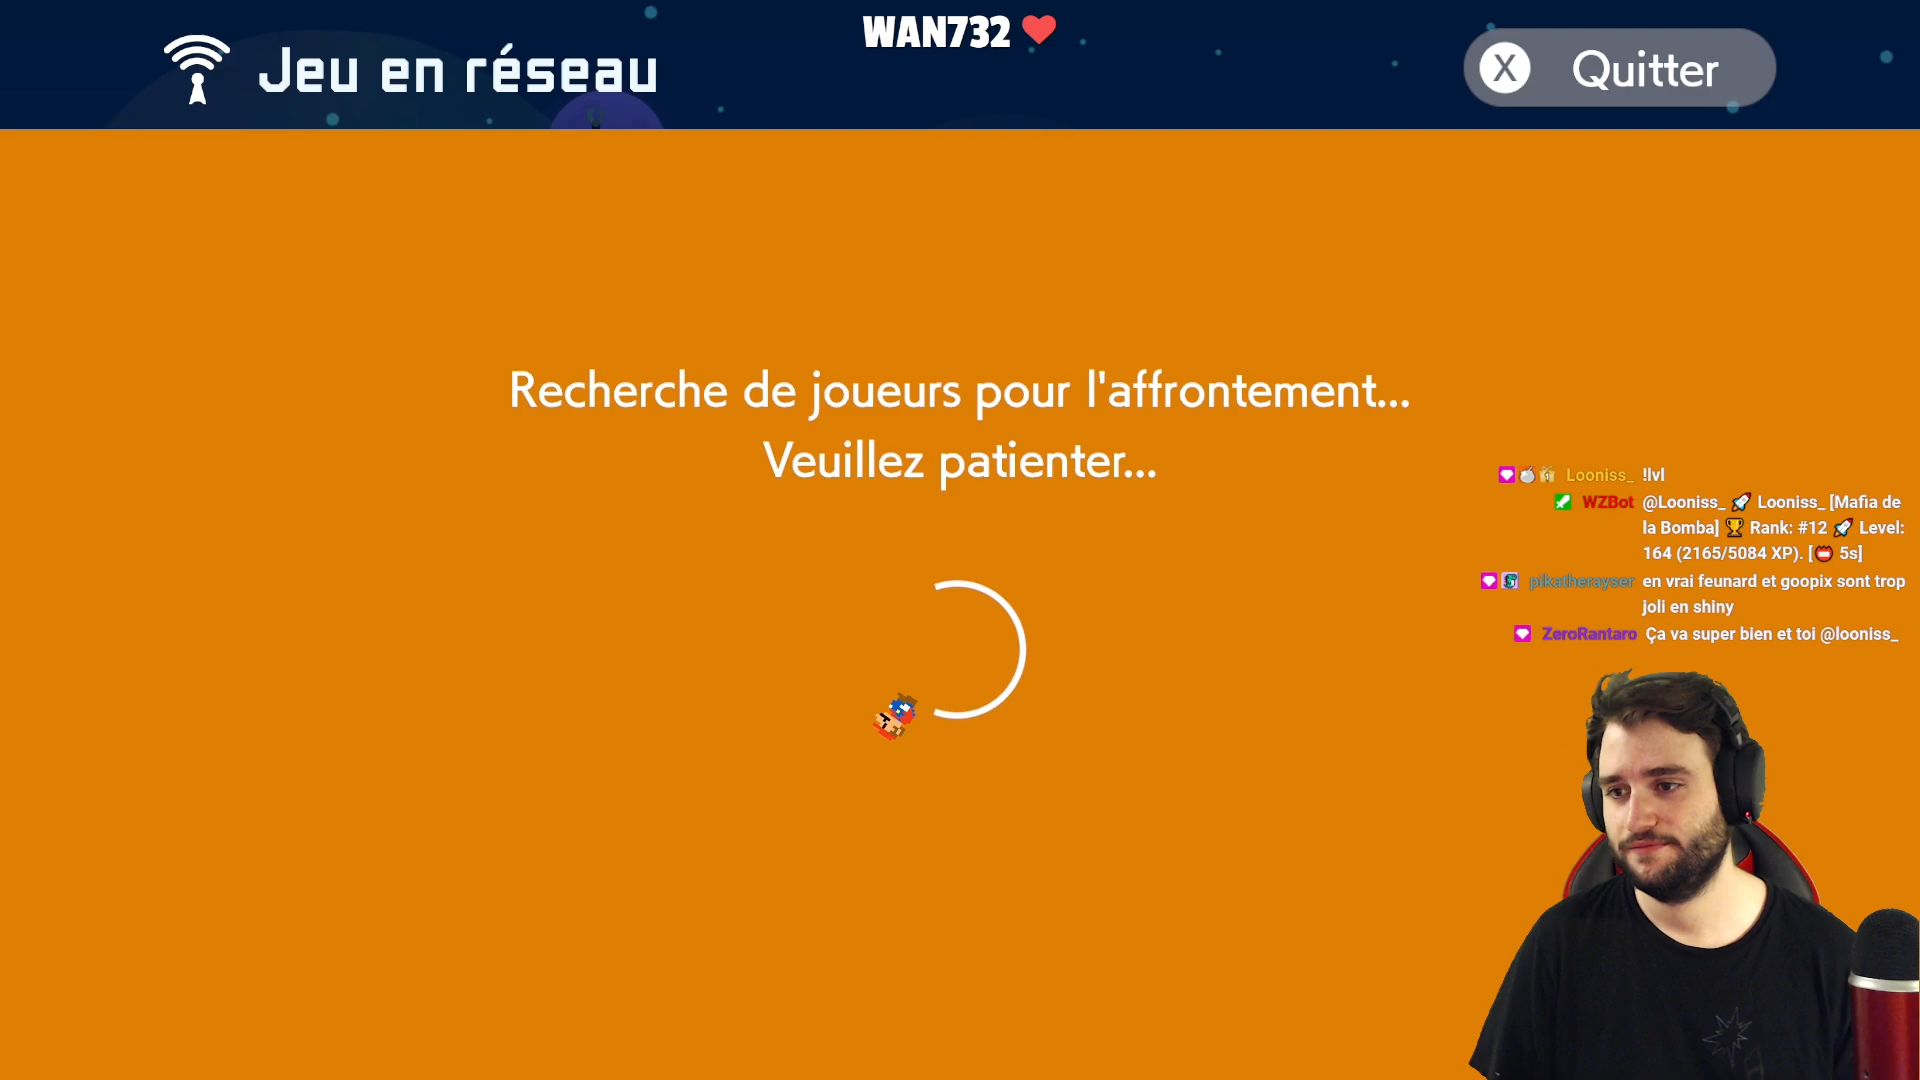 WAN732
Jeu en réseau
X Quitter
Recherche de joueurs pour l'affrontement...
Veuillez patienter...
Looniss_ !lvl
WZBot @Looniss_ 🚀 Looniss_ [Mafia de
la Bomba] 🏆 Rank: #12 🚀 Level:
164 (2165/5084 XP). [📛 5s]
pikatherayser en vrai feunard et goopix sont trop
joli en shiny
ZeroRantaro Ça va super bien et toi @looniss_